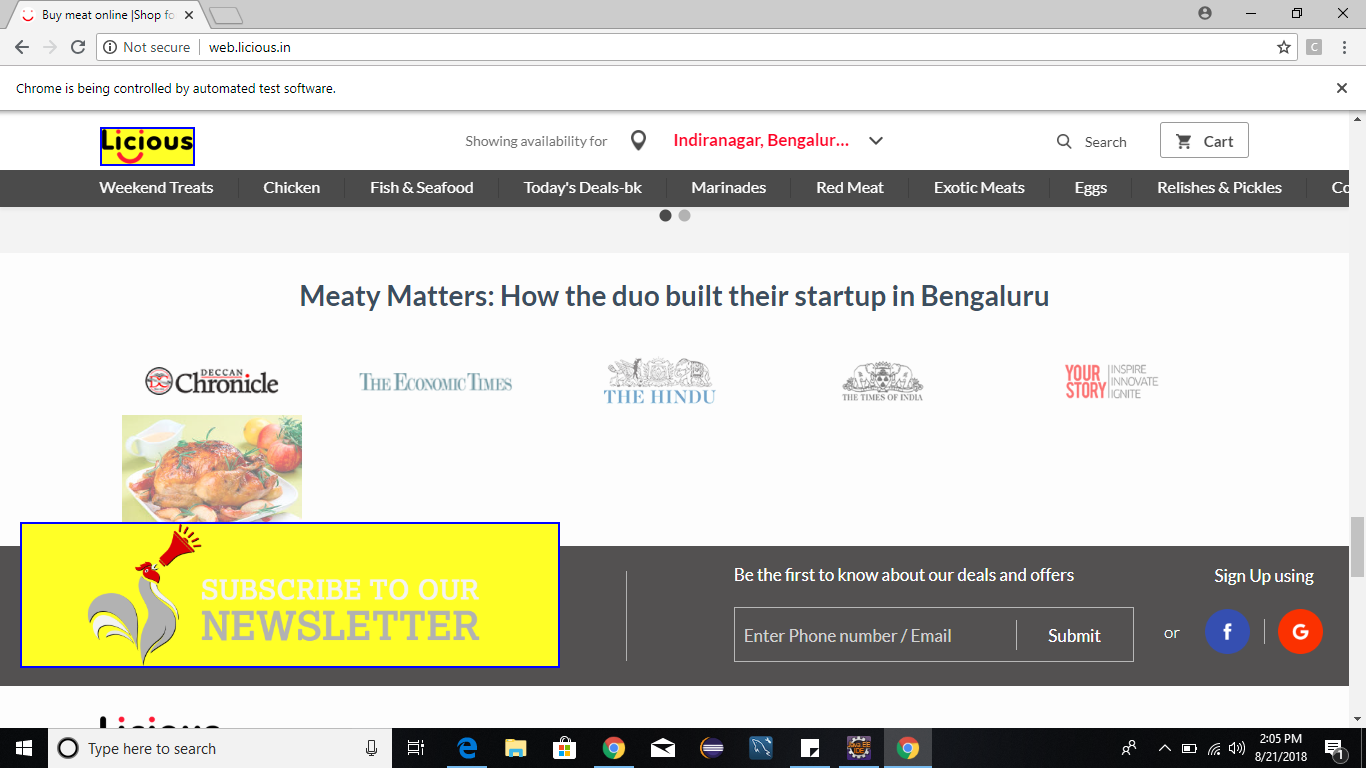 Buy meat online |Shop fo
Not secure
web.licious.in
C
Chrome is being controlled by automated test software.
Licious
Showing availability for
Indiranagar, Bengalur...
Search
Cart
Weekend Treats
Chicken
Fish & Seafood
Today's Deals-bk
Marinades
Red Meat
Exotic Meats
Eggs
Relishes & Pickles
Co
Meaty Matters: How the duo built their startup in Bengaluru
DECCAN
Chronicle
THE ECONOMIC TIMES
THE HINDU
THE TIMES OF INDIA
YOUR
STORY
INSPIRE
INNOVATE
IGNITE
SUBSCRIBE TO OUR
NEWSLETTER
Be the first to know about our deals and offers
Enter Phone number / Email
Submit
or
Sign Up using
f
G
Licious
Type here to search
2:05 PM
8/21/2018
1